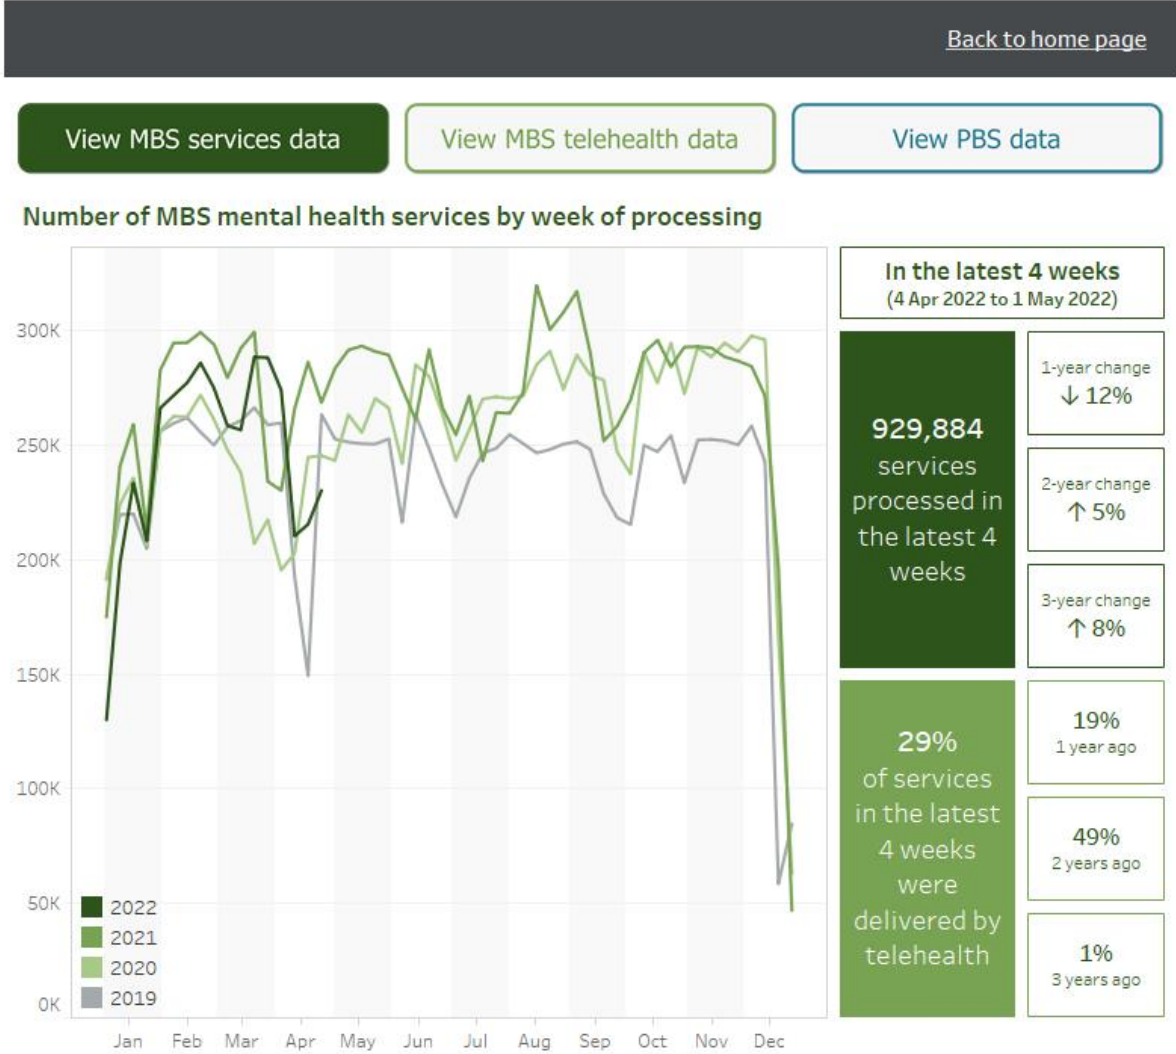 Back to home page
View MBS services data
View MBS telehealth data
View PBS data
Number of MBS mental health services by week of processing
300K
250K
200K
150K
100K
50K
0K
2022
2021
2020
2019
Jan
Feb
Mar
Apr
May
Jun
Jul
Aug
Sep
Oct
Nov
Dec
In the latest 4 weeks
(4 Apr 2022 to 1 May 2022)
929,884
services
processed in
the latest 4
weeks
1-year change
↓ 12%
2-year change
↑ 5%
3-year change
↑ 8%
29%
of services
in the latest
4 weeks
were
delivered by
telehealth
19%
1 year ago
49%
2 years ago
1%
3 years ago